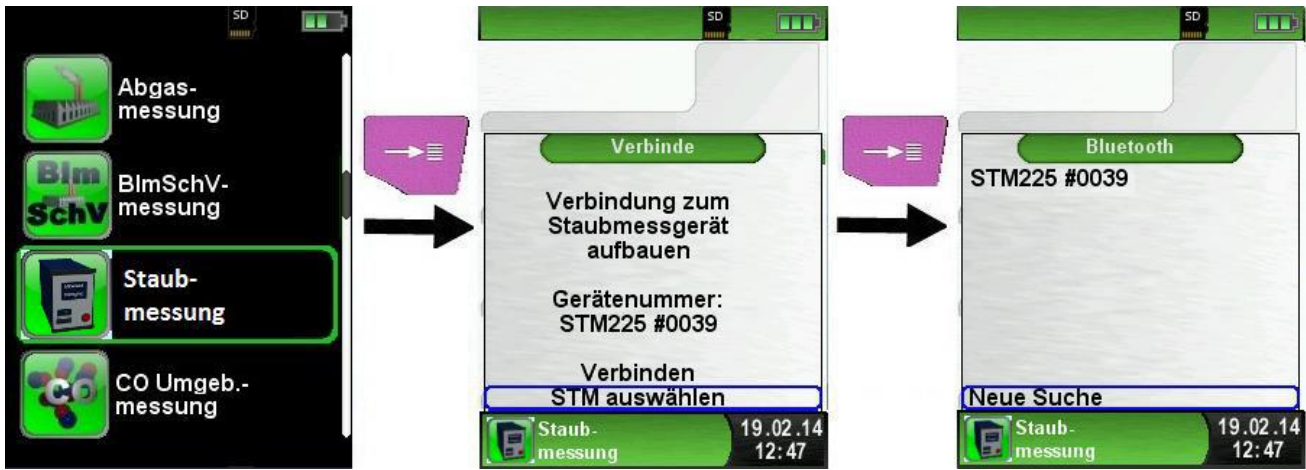 SD
Abgas-
messung
BImSchV-
messung
BIm
SchV
Staub-
messung
CO
CO Umgeb.-
messung
SD
Verbinde
Verbindung zum
Staubmessgerät
aufbauen
Gerätenummer:
STM225 #0039
Verbinden
STM auswählen
Staub-
messung
19.02.14
12:47
SD
Bluetooth
STM225 #0039
Neue Suche
Staub-
messung
19.02.14
12:47